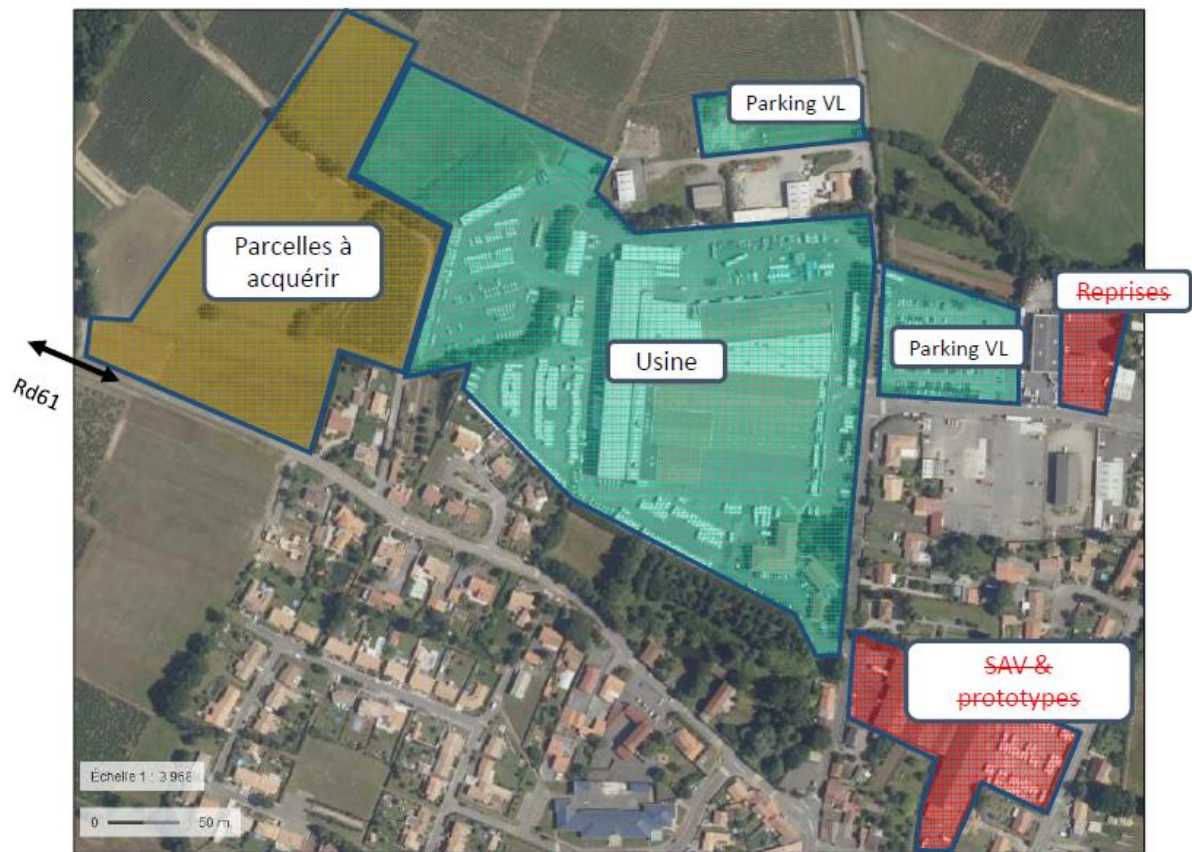 Parking VL
Parcelles à
acquérir
Reprises
Usine
Parking VL
Rd61
SAV &
prototypes
Échelle 1 : 3 968
0 50 m